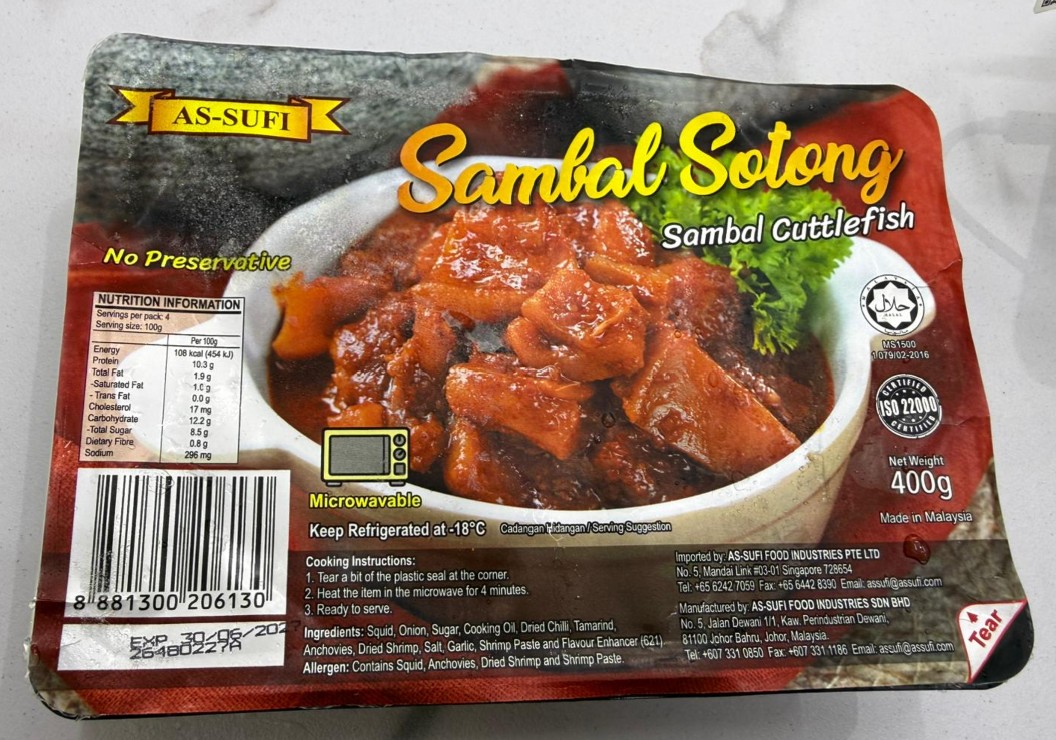 AS-SUFI
Sambal Sotong
Sambal Cuttlefish
No Preservative
NUTRITION INFORMATION
Servings per pack: 4
Serving size: 100g
Per 100g
Energy 108 kcal (454 kJ)
Protein 10.3 g
Total Fat 1.9 g
-Saturated Fat 1.0 g
- Trans Fat 0.0 g
Cholesterol 17 mg
Carbohydrate 12.2 g
-Total Sugar 8.5 g
Dietary Fibre 0.8 g
Sodium 296 mg
حلال
HALAL
MS1500
1 079/02-2016
CERTIFIED
ISO 22000
CERTIFIED
Net Weight
400g
Made in Malaysia
Microwavable
Keep Refrigerated at -18°C
Cadangan Hidangan / Serving Suggestion
8 881300 206130
EXP 30/06/202
26480227A
Cooking Instructions:
1. Tear a bit of the plastic seal at the corner.
2. Heat the item in the microwave for 4 minutes.
3. Ready to serve.
Ingredients: Squid, Onion, Sugar, Cooking Oil, Dried Chilli, Tamarind,
Anchovies, Dried Shrimp, Salt, Garlic, Shrimp Paste and Flavour Enhancer (621).
Allergen: Contains Squid, Anchovies, Dried Shrimp and Shrimp Paste.
Imported by: AS-SUFI FOOD INDUSTRIES PTE LTD
No. 5, Mandai Link #03-01 Singapore 728654
Tel: +65 6242 7059 Fax: +65 6442 8390 Email: assufi@assufi.com
Manufactured by: AS-SUFI FOOD INDUSTRIES SDN BHD
No. 5, Jalan Dewani 1/1, Kaw. Perindustrian Dewani,
81100 Johor Bahru, Johor, Malaysia.
Tel: +607 331 0850 Fax: +607 331 1186 Email: assufi@assufi.com
Tear